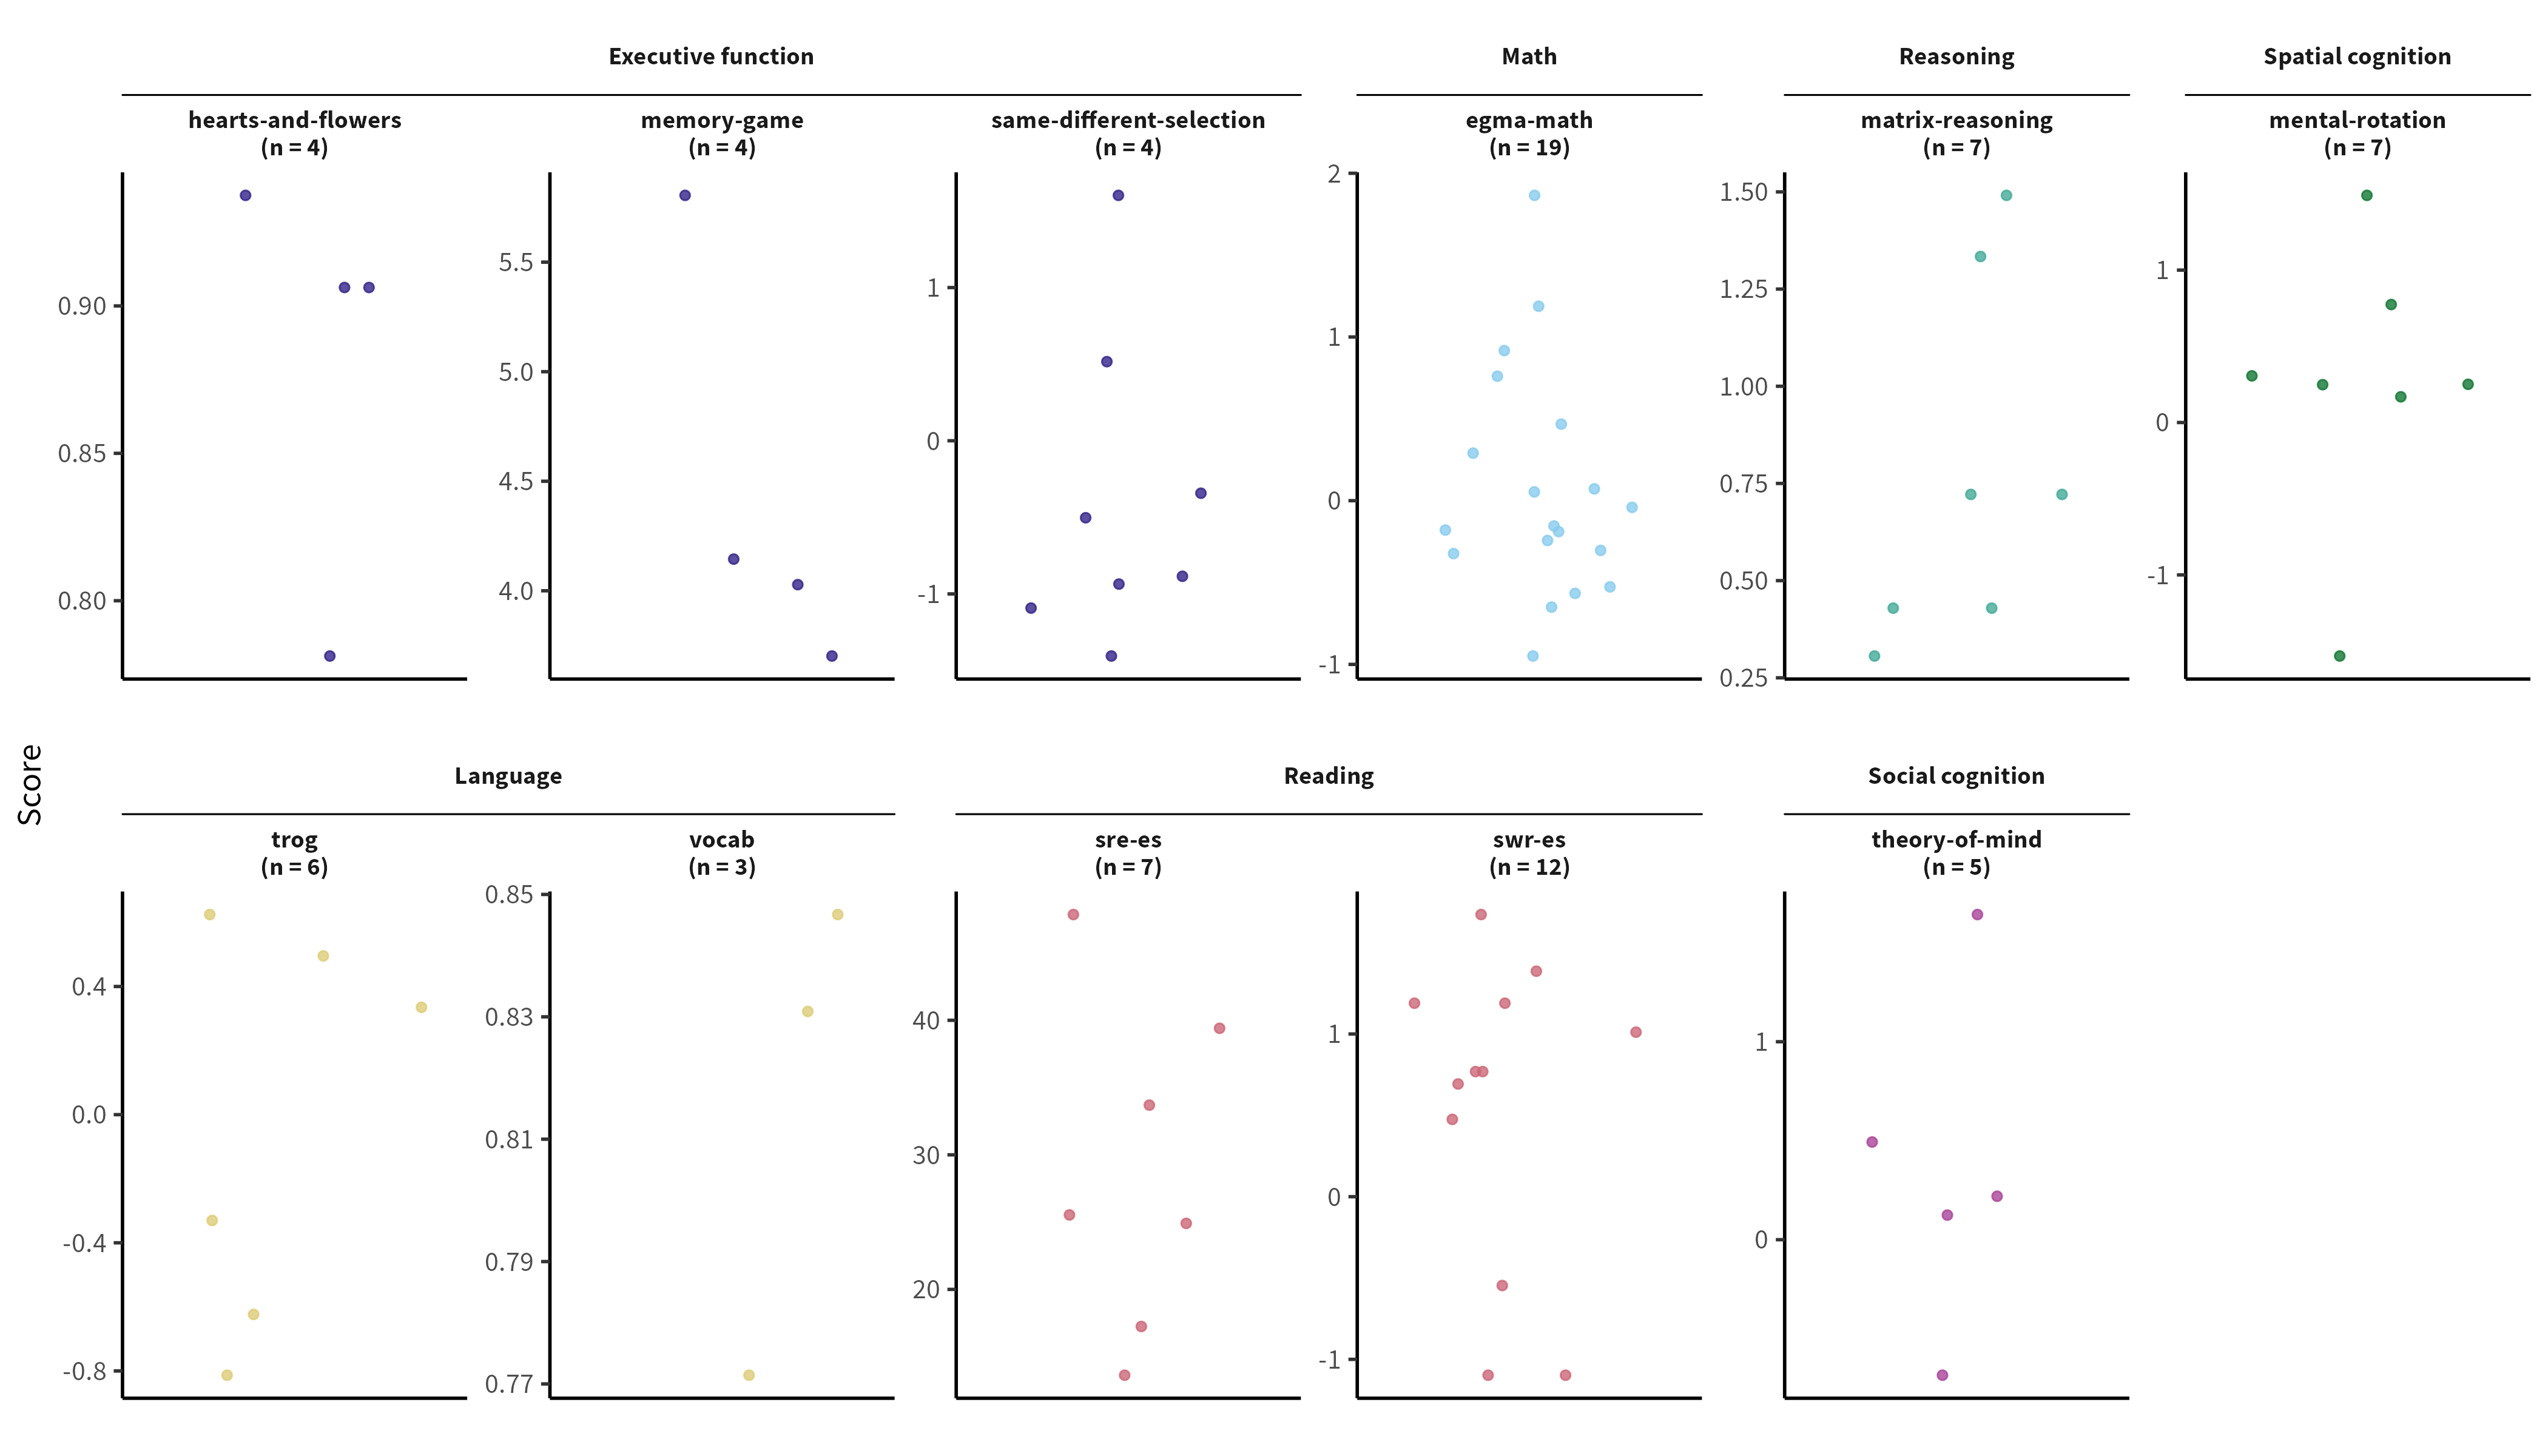 Executive function
Math
Reasoning
Spatial cognition
hearts-and-flowers
(n = 4)
memory-game
(n = 4)
same-different-selection
(n = 4)
egma-math
(n = 19)
matrix-reasoning
(n = 7)
mental-rotation
(n = 7)
0.90
0.85
0.80
5.5
5.0
4.5
4.0
1
0
-1
2
1
0
-1
1.50
1.25
1.00
0.75
0.50
0.25
1
0
-1
Score
Language
Reading
Social cognition
trog
(n = 6)
vocab
(n = 3)
sre-es
(n = 7)
swr-es
(n = 12)
theory-of-mind
(n = 5)
0.4
0.0
-0.4
-0.8
0.85
0.83
0.81
0.79
0.77
40
30
20
1
0
-1
1
0